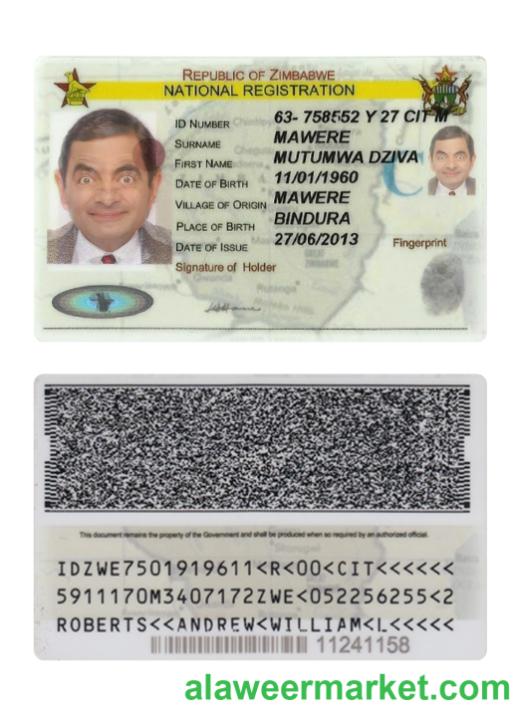 REPUBLIC OF ZIMBABWE
NATIONAL REGISTRATION
ID NUMBER 63- 758552 Y 27 CIT M
SURNAME MAWERE
FIRST NAME MUTUMWA DZIVA
DATE OF BIRTH 11/01/1960
VILLAGE OF ORIGIN MAWERE
PLACE OF BIRTH BINDURA
DATE OF ISSUE 27/06/2013
Fingerprint
Signature of Holder
This document remains the property of the Government and shall be produced when so required by an authorized official.
IDZWE7501919611<R<OO<CIT<<<<<<
5911170M3407172ZWE<052256255<2
ROBERTS<<ANDREW<WILLIAM<L<<<<<
11241158
alaweermarket.com